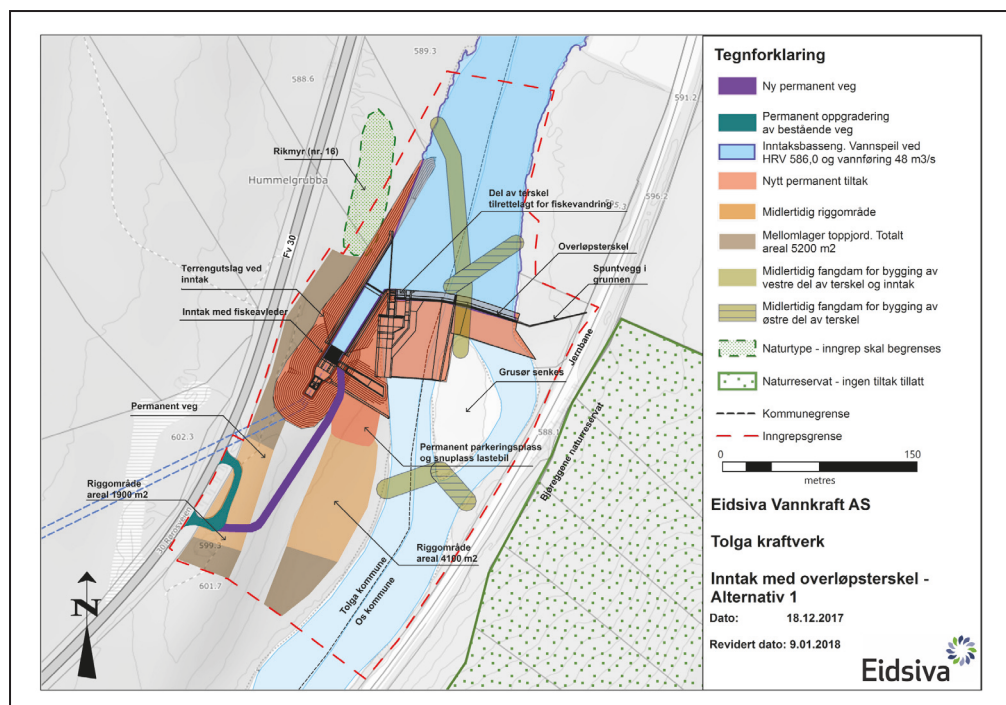 589.3
588.6
591.2
Rikmyr (nr. 16)
Hummelgrubba
Del av terskel
tilrettelagt for fiskevandring
595.3
596.2
Fv 30
Overløpsterskel
Terrengutslag ved
inntak
Spuntvegg i
grunnen
Inntak med fiskeavleder
Jernbane
Grusør senkes
Permanent veg
588.1
602.3
Permanent parkeringsplass
og snuplass lastebil
Bjøreggene naturreservat
Riggområde
areal 1900 m2
599.3
Riggområde
areal 4100 m2
601.7
Tolga kommune
Os kommune
N
Tegnforklaring
Ny permanent veg
Permanent oppgradering
av bestående veg
Inntaksbasseng. Vannspeil ved
HRV 586,0 og vannføring 48 m3/s
Nytt permanent tiltak
Midlertidig riggområde
Mellomlager toppjord. Totalt
areal 5200 m2
Midlertidig fangdam for bygging av
vestre del av terskel og inntak
Midlertidig fangdam for bygging av
østre del av terskel
Naturtype - inngrep skal begrenses
Naturreservat - ingen tiltak tillatt
Kommunegrense
Inngrepsgrense
0 150
metres
Eidsiva Vannkraft AS
Tolga kraftverk
Inntak med overløpsterskel -
Alternativ 1
Dato: 18.12.2017
Revidert dato: 9.01.2018
Eidsiva